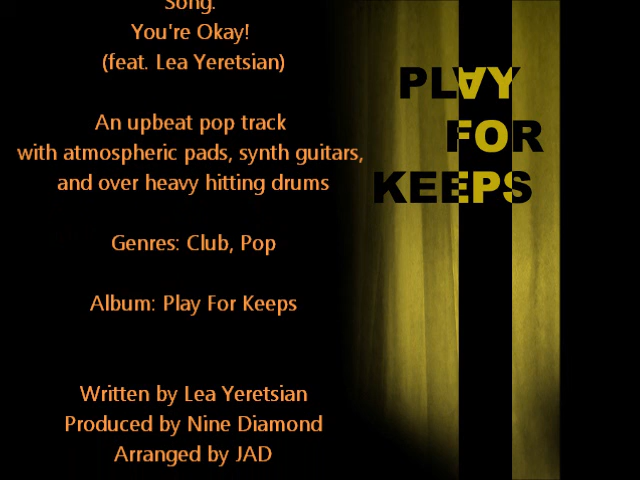 Song:
You're Okay!
(feat. Lea Yeretsian)
An upbeat pop track
with atmospheric pads, synth guitars,
and over heavy hitting drums
Genres: Club, Pop
Album: Play For Keeps
Written by Lea Yeretsian
Produced by Nine Diamond
Arranged by JAD
PLAY
FOR
KEEPS